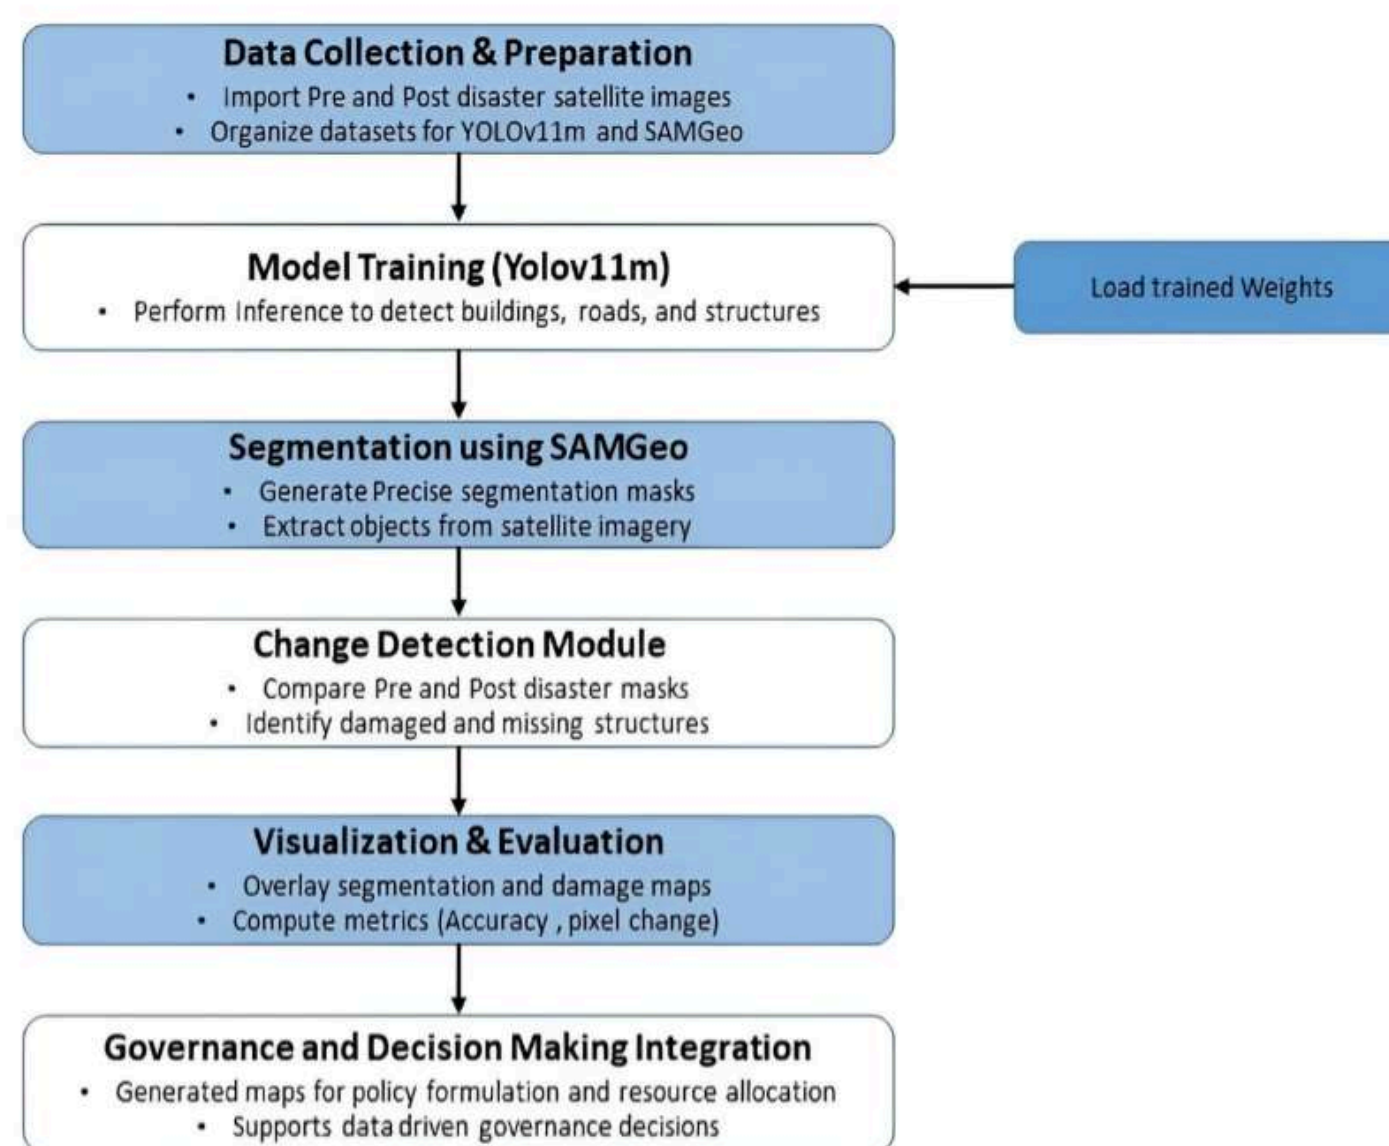 Data Collection & Preparation
• Import Pre and Post disaster satellite images
• Organize datasets for YOLOv11m and SAMGeo
Model Training (Yolov11m)
• Perform Inference to detect buildings, roads, and structures
Load trained Weights
Segmentation using SAMGeo
• Generate Precise segmentation masks
• Extract objects from satellite imagery
Change Detection Module
• Compare Pre and Post disaster masks
• Identify damaged and missing structures
Visualization & Evaluation
• Overlay segmentation and damage maps
• Compute metrics (Accuracy , pixel change)
Governance and Decision Making Integration
• Generated maps for policy formulation and resource allocation
• Supports data driven governance decisions